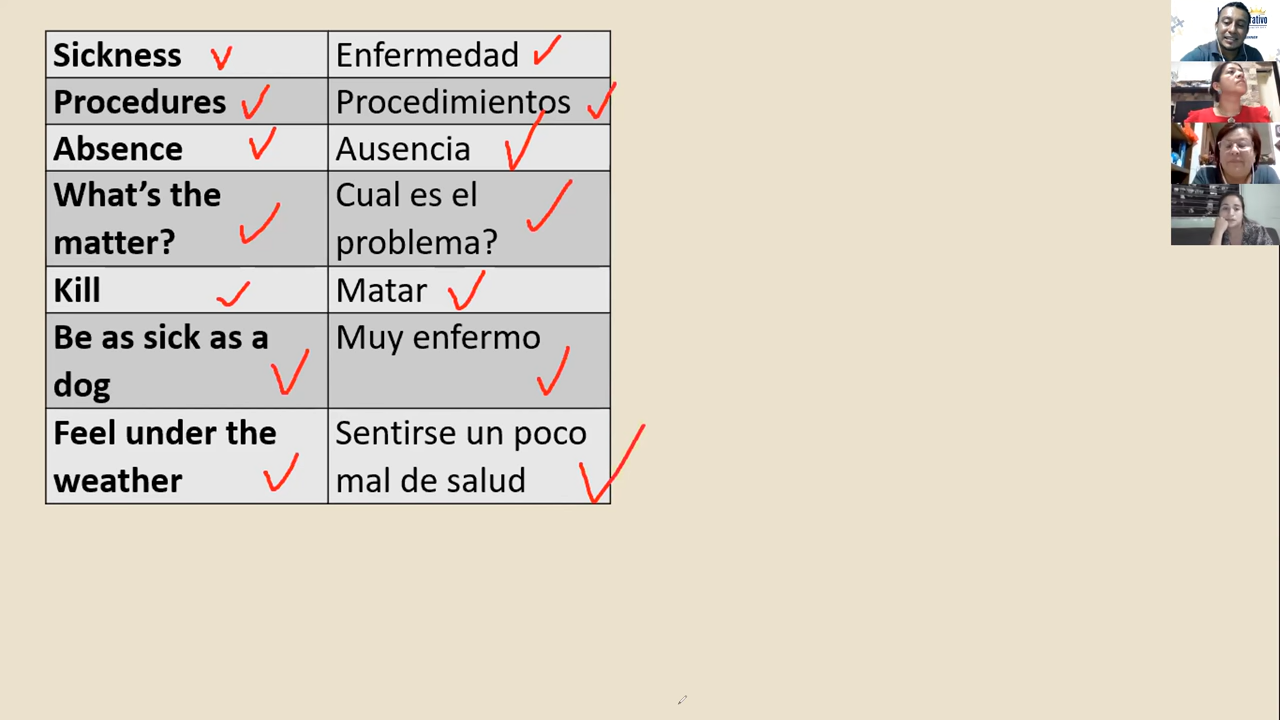 Sickness Enfermedad
Procedures Procedimientos
Absence Ausencia
What's the Cual es el
matter? problema?
Kill Matar
Be as sick as a Muy enfermo
dog
Feel under the Sentirse un poco
weather mal de salud